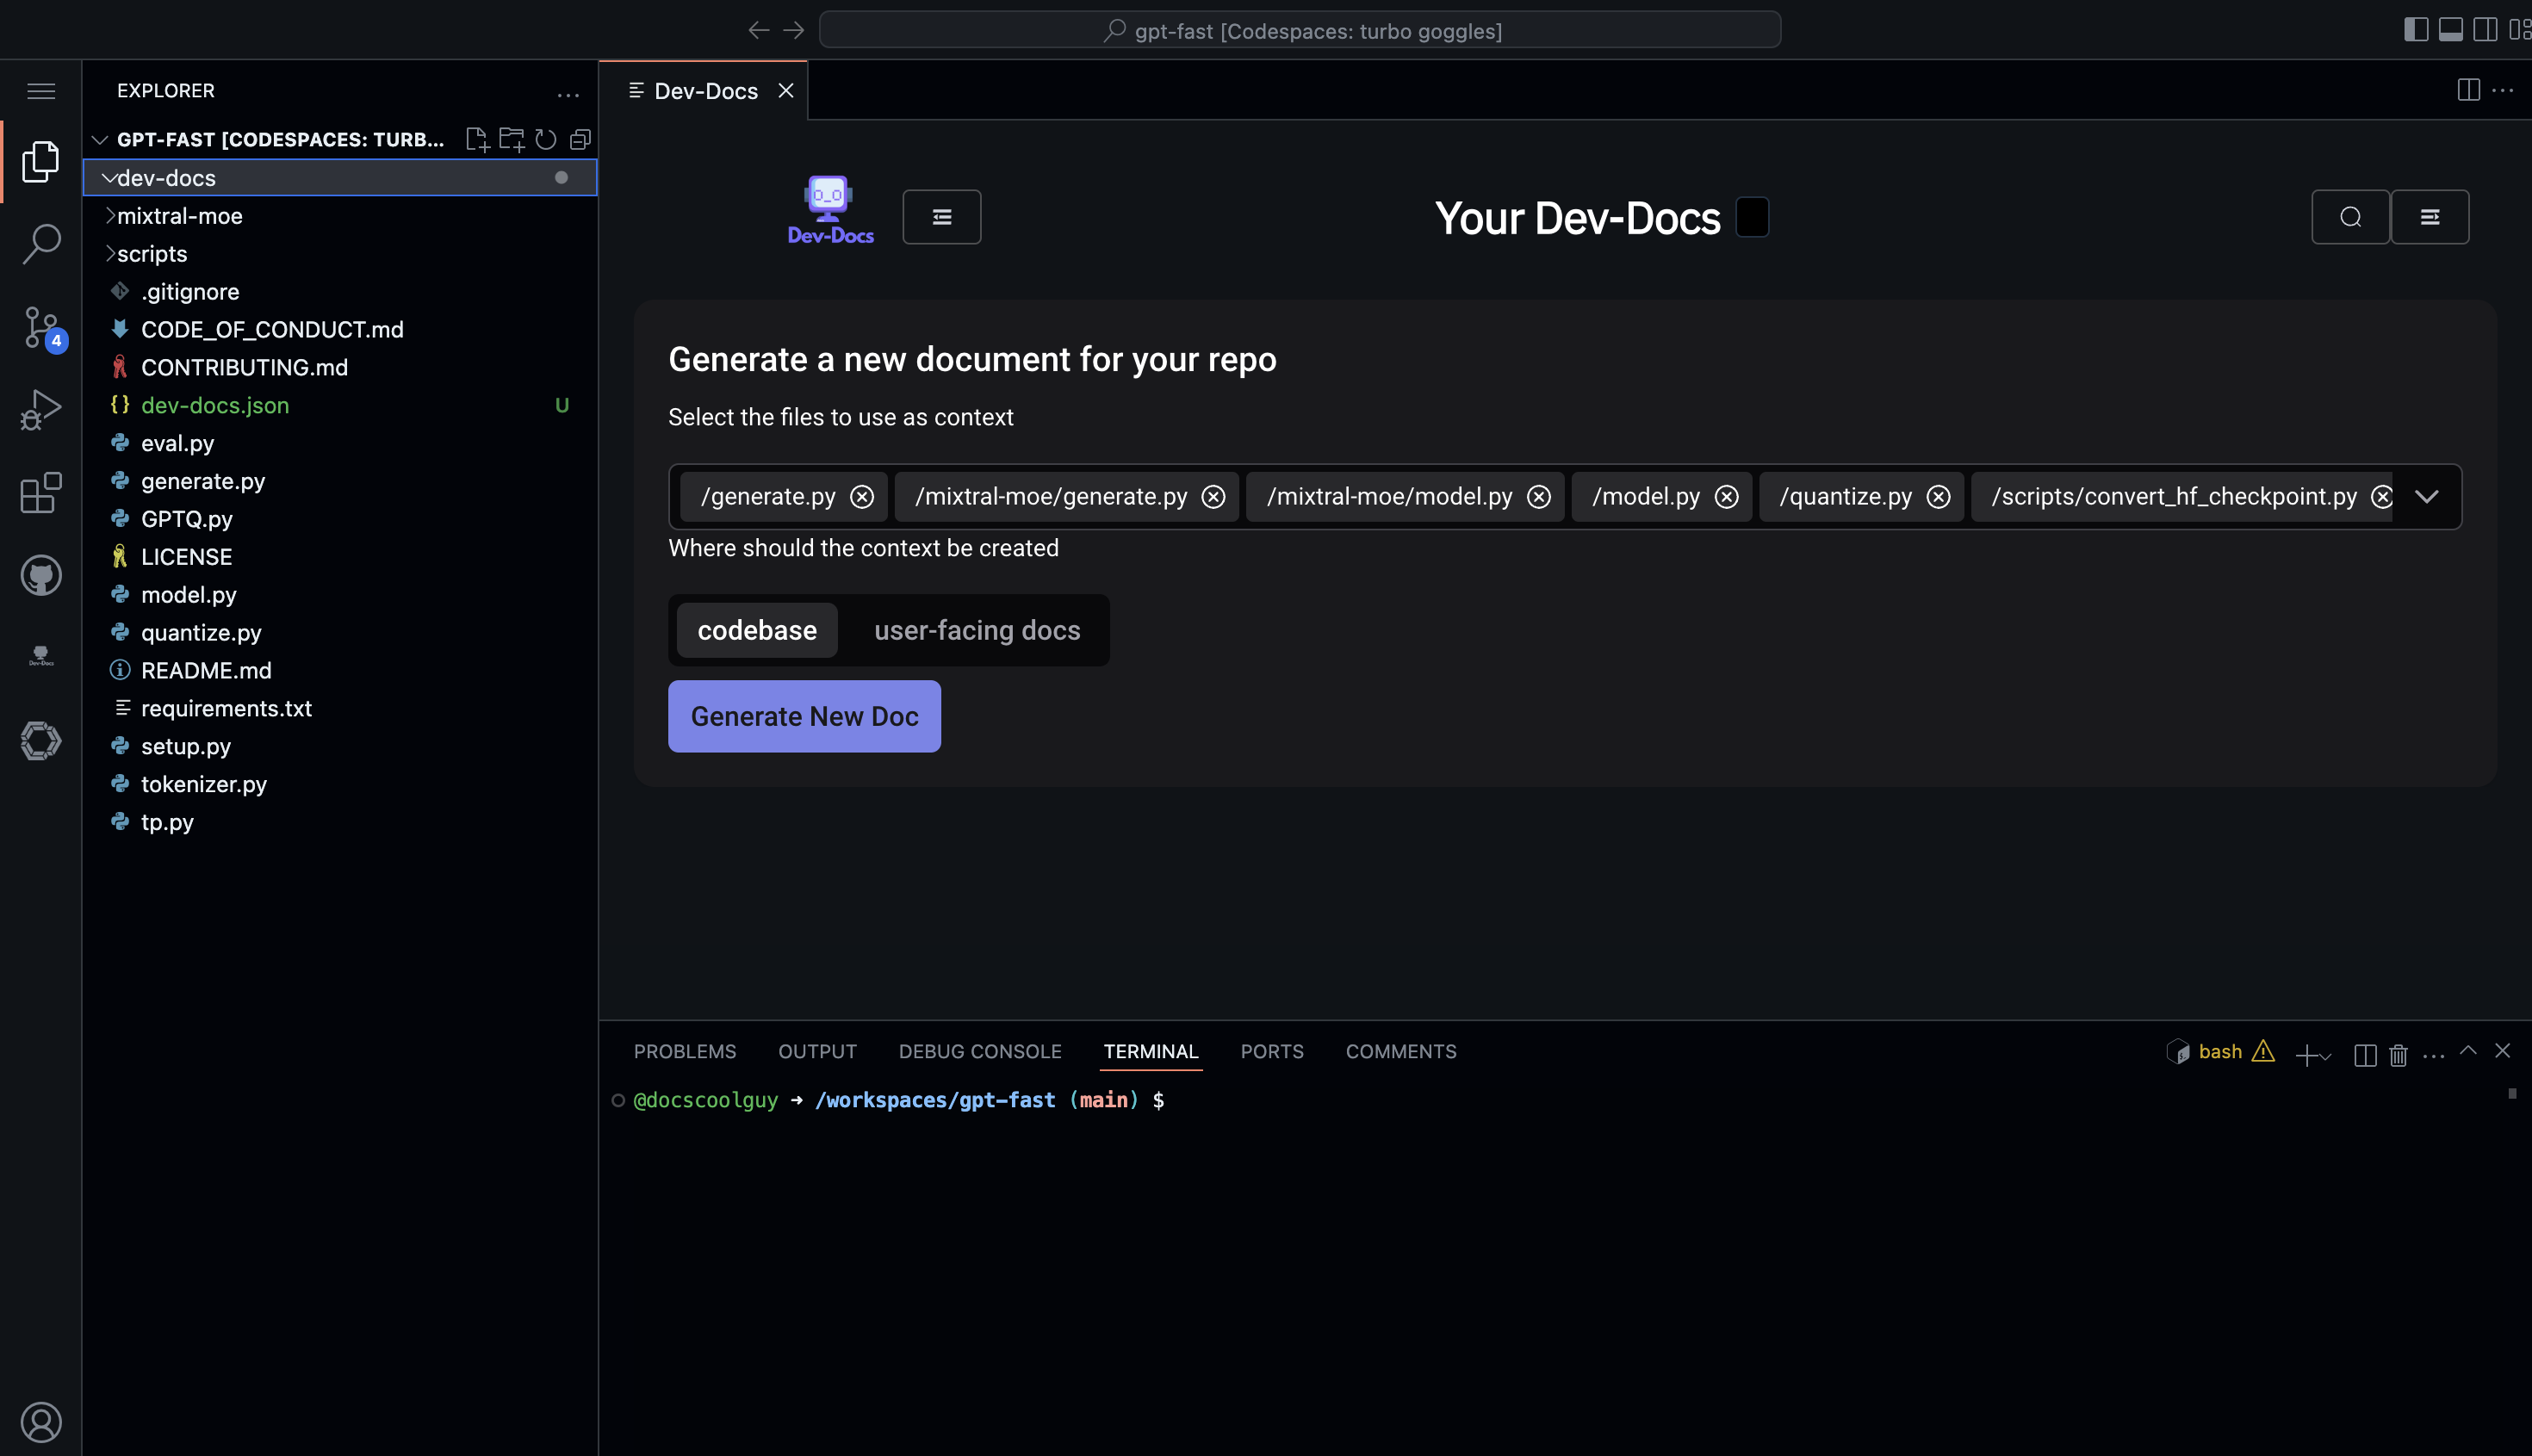 gpt-fast [Codespaces: turbo goggles]
EXPLORER
GPT-FAST [CODESPACES: TURB...
dev-docs
mixtral-moe
scripts
.gitignore
CODE_OF_CONDUCT.md
CONTRIBUTING.md
{} dev-docs.json U
eval.py
generate.py
GPTQ.py
LICENSE
model.py
quantize.py
README.md
requirements.txt
setup.py
tokenizer.py
tp.py
4
Dev-Docs
Dev-Docs
Dev-Docs
Your Dev-Docs
Generate a new document for your repo
Select the files to use as context
/generate.py /mixtral-moe/generate.py /mixtral-moe/model.py /model.py /quantize.py /scripts/convert_hf_checkpoint.py
Where should the context be created
codebase user-facing docs
Generate New Doc
PROBLEMS OUTPUT DEBUG CONSOLE TERMINAL PORTS COMMENTS
bash
@docscoolguy → /workspaces/gpt-fast (main) $